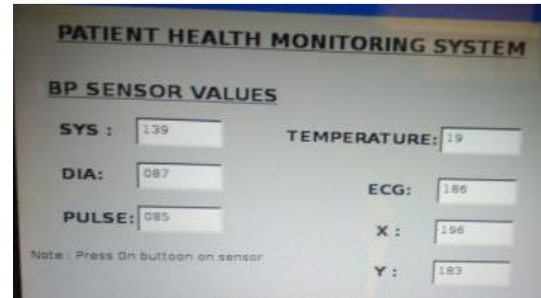 PATIENT HEALTH MONITORING SYSTEM
BP SENSOR VALUES
SYS : 139
TEMPERATURE: 19
DIA: 087
ECG: 186
PULSE: 085
X : 196
Note : Press On buttoon on sensor
Y : 183